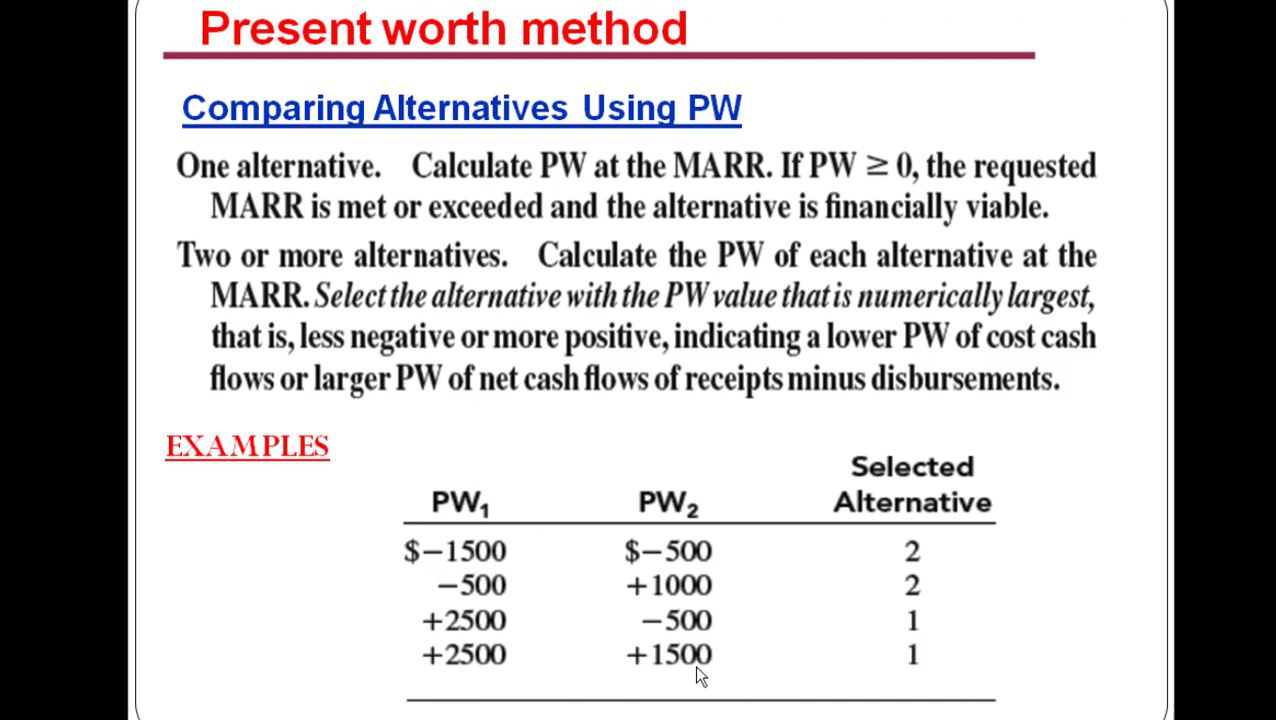 Present worth method
Comparing Alternatives Using PW
One alternative. Calculate PW at the MARR. If PW ≥ 0, the requested
MARR is met or exceeded and the alternative is financially viable.
Two or more alternatives. Calculate the PW of each alternative at the
MARR. Select the alternative with the PW value that is numerically largest,
that is, less negative or more positive, indicating a lower PW of cost cash
flows or larger PW of net cash flows of receipts minus disbursements.
EXAMPLES
Selected
PW₁ PW₂ Alternative
$−1500 $−500 2
−500 +1000 2
+2500 −500 1
+2500 +1500 1